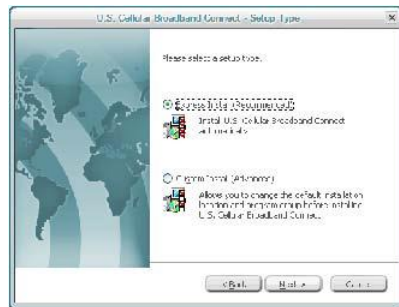 U.S. Cellular Broadband Connect - Setup Type
Please select a setup type.
Express Install (Recommended)
Install U.S. Cellular Broadband Connect
automatically
Custom Install (Advanced)
Allows you to change the default installation
location and program group before installing
U.S. Cellular Broadband Connect.
< Back
Next >
Cancel